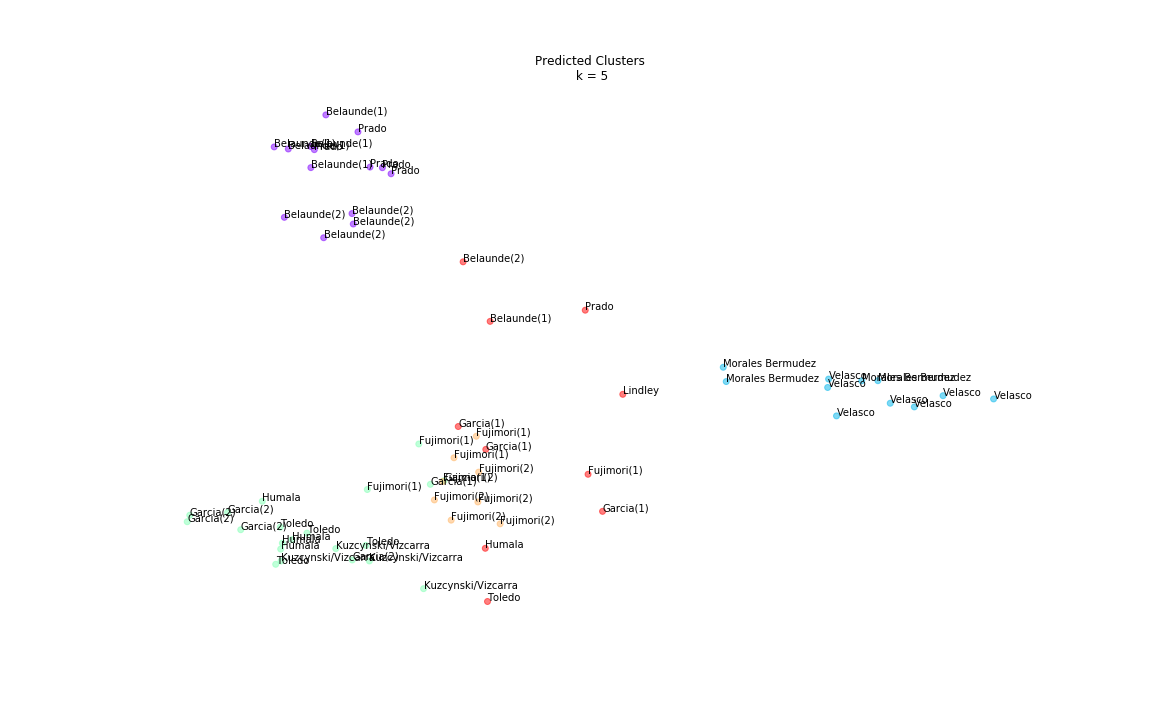 Predicted Clusters
k = 5
Belaunde(1)
Prado
Belaunde(1)
Belaunde(1)
Belaunde(1)
Prado
Belaunde(1)
Prado
Prado
Prado
Belaunde(2)
Belaunde(2)
Belaunde(2)
Belaunde(2)
Belaunde(2)
Prado
Belaunde(1)
Morales Bermudez
Morales Bermudez
Velasco
Velasco
Morales Bermudez
Morales Bermudez
Velasco
Velasco
Velasco
Velasco
Velasco
Lindley
Garcia(1)
Fujimori(1)
Fujimori(1)
Garcia(1)
Fujimori(1)
Fujimori(2)
Fujimori(1)
Garcia(1)
Fujimori(1)
Fujimori(2)
Fujimori(2)
Garcia(1)
Humala
Garcia(2)
Garcia(2)
Garcia(2)
Fujimori(2)
Fujimori(2)
Toledo
Garcia(2)
Toledo
Humala
Humala
Humala
Toledo
Kuzcynski/Vizcarra
Humala
Kuzcynski/Vizcarra
Toledo
Garcia(2)
Kuzcynski/Vizcarra
Kuzcynski/Vizcarra
Toledo